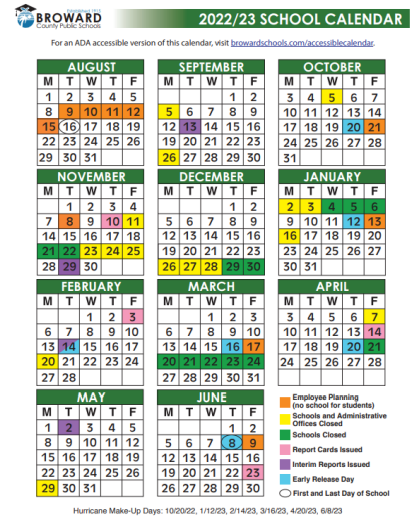 Established 1915
BROWARD
County Public Schools
2022/23 SCHOOL CALENDAR
For an ADA accessible version of this calendar, visit browardschools.com/accessiblecalendar.
AUGUST
M T W T F
1 2 3 4 5
8 9 10 11 12
15 16 17 18 19
22 23 24 25 26
29 30 31
SEPTEMBER
M T W T F
1 2
5 6 7 8 9
12 13 14 15 16
19 20 21 22 23
26 27 28 29 30
OCTOBER
M T W T F
3 4 5 6 7
10 11 12 13 14
17 18 19 20 21
24 25 26 27 28
31
NOVEMBER
M T W T F
1 2 3 4
7 8 9 10 11
14 15 16 17 18
21 22 23 24 25
28 29 30
DECEMBER
M T W T F
1 2
5 6 7 8 9
12 13 14 15 16
19 20 21 22 23
26 27 28 29 30
JANUARY
M T W T F
2 3 4 5 6
9 10 11 12 13
16 17 18 19 20
23 24 25 26 27
30 31
FEBRUARY
M T W T F
1 2 3
6 7 8 9 10
13 14 15 16 17
20 21 22 23 24
27 28
MARCH
M T W T F
1 2 3
6 7 8 9 10
13 14 15 16 17
20 21 22 23 24
27 28 29 30 31
APRIL
M T W T F
3 4 5 6 7
10 11 12 13 14
17 18 19 20 21
24 25 26 27 28
MAY
M T W T F
1 2 3 4 5
8 9 10 11 12
15 16 17 18 19
22 23 24 25 26
29 30 31
JUNE
M T W T F
1 2
5 6 7 8 9
12 13 14 15 16
19 20 21 22 23
26 27 28 29 30
Employee Planning
(no school for students)
Schools and Administrative
Offices Closed
Schools Closed
Report Cards Issued
Interim Reports Issued
Early Release Day
First and Last Day of School
Hurricane Make-Up Days: 10/20/22, 1/12/23, 2/14/23, 3/16/23, 4/20/23, 6/8/23